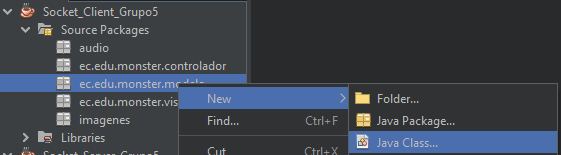 Socket_Client_Grupo5
Source Packages
audio
ec.edu.monster.controlador
ec.edu.monster.modelo
ec.edu.monster.vis
imagenes
Libraries
Socket_Server_Grupo5
New
Find... Ctrl+F
Cut Ctrl+X
Folder...
Java Package...
Java Class...